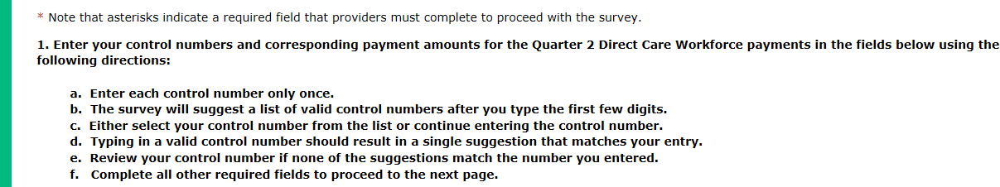 * Note that asterisks indicate a required field that providers must complete to proceed with the survey.
1. Enter your control numbers and corresponding payment amounts for the Quarter 2 Direct Care Workforce payments in the fields below using the
following directions:
a. Enter each control number only once.
b. The survey will suggest a list of valid control numbers after you type the first few digits.
c. Either select your control number from the list or continue entering the control number.
d. Typing in a valid control number should result in a single suggestion that matches your entry.
e. Review your control number if none of the suggestions match the number you entered.
f. Complete all other required fields to proceed to the next page.